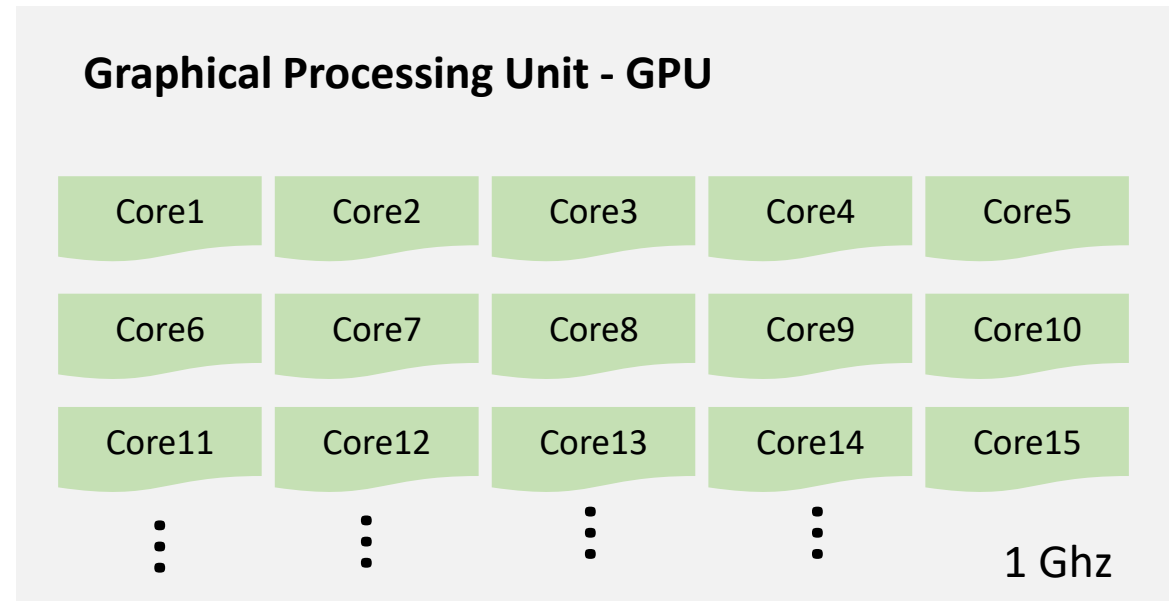 Graphical Processing Unit - GPU
Core1 Core2 Core3 Core4 Core5
Core6 Core7 Core8 Core9 Core10
Core11 Core12 Core13 Core14 Core15
1 Ghz